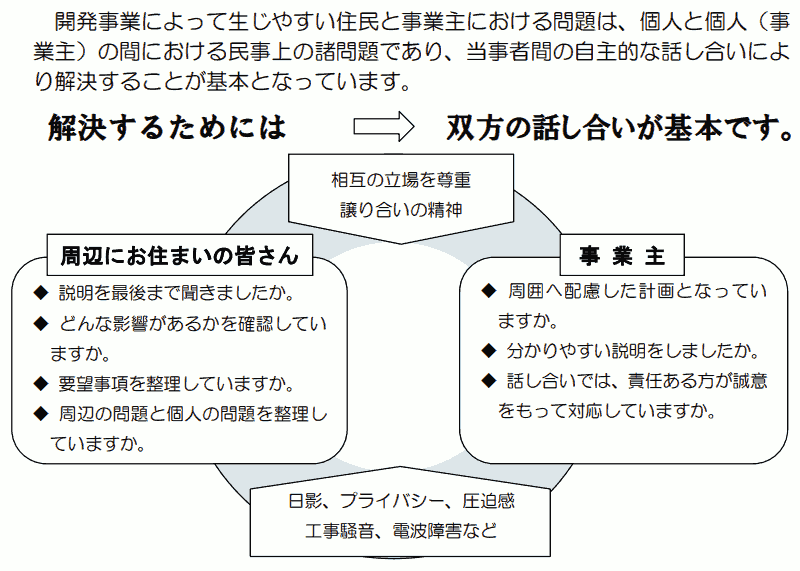 開発事業によって生じやすい住民と事業主における問題は、個人と個人（事
業主）の間における民事上の諸問題であり、当事者間の自主的な話し合いによ
り解決することが基本となっています。
解決するためには
双方の話し合いが基本です。
相互の立場を尊重
譲り合いの精神
周辺にお住まいの皆さん
◆ 説明を最後まで聞きましたか。
◆ どんな影響があるかを確認してい
ますか。
◆ 要望事項を整理していますか。
◆ 周辺の問題と個人の問題を整理し
ていますか。
事 業 主
◆ 周囲へ配慮した計画となってい
ますか。
◆ 分かりやすい説明をしましたか。
◆ 話し合いでは、責任ある方が誠意
をもって対応していますか。
日影、プライバシー、圧迫感
工事騒音、電波障害など